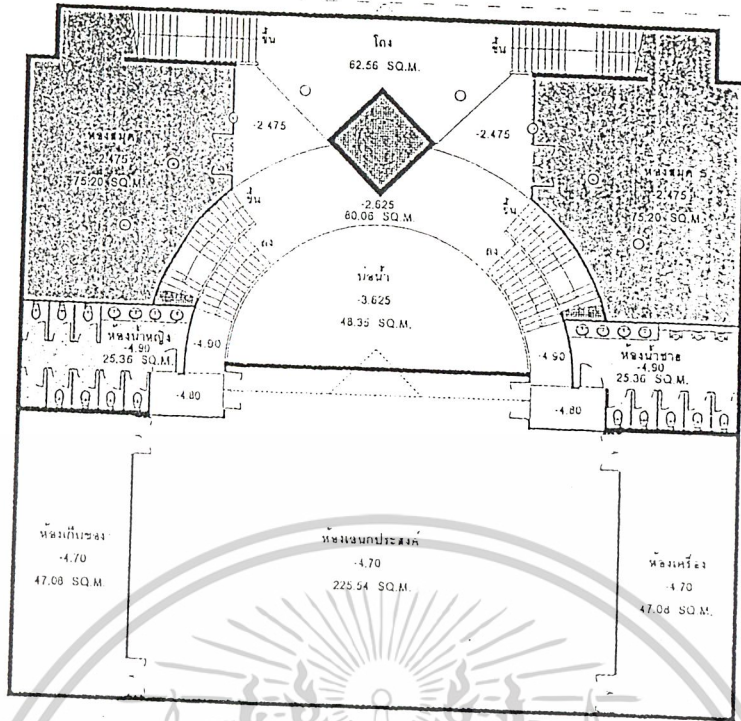 ขึ้น
โถง
62.56 SQ.M.
ขึ้น
-2.475
-2.475
ห้องสมุด
-2.475
75.20 SQ.M.
ห้องสมุด
-2.475
75.20 SQ.M.
-2.625
80.06 SQ.M.
ขึ้น
ขึ้น
ลง
ลง
บ่อน้ำ
-3.625
48.35 SQ.M.
ห้องน้ำหญิง
-4.90
25.36 SQ.M.
-4.90
-4.90
ห้องน้ำชาย
-4.90
25.36 SQ.M.
-4.80
-4.80
ห้องเก็บของ
-4.70
47.08 SQ.M.
ห้องเอนกประสงค์
-4.70
225.54 SQ.M.
ห้องเครื่อง
-4.70
47.08 SQ.M.